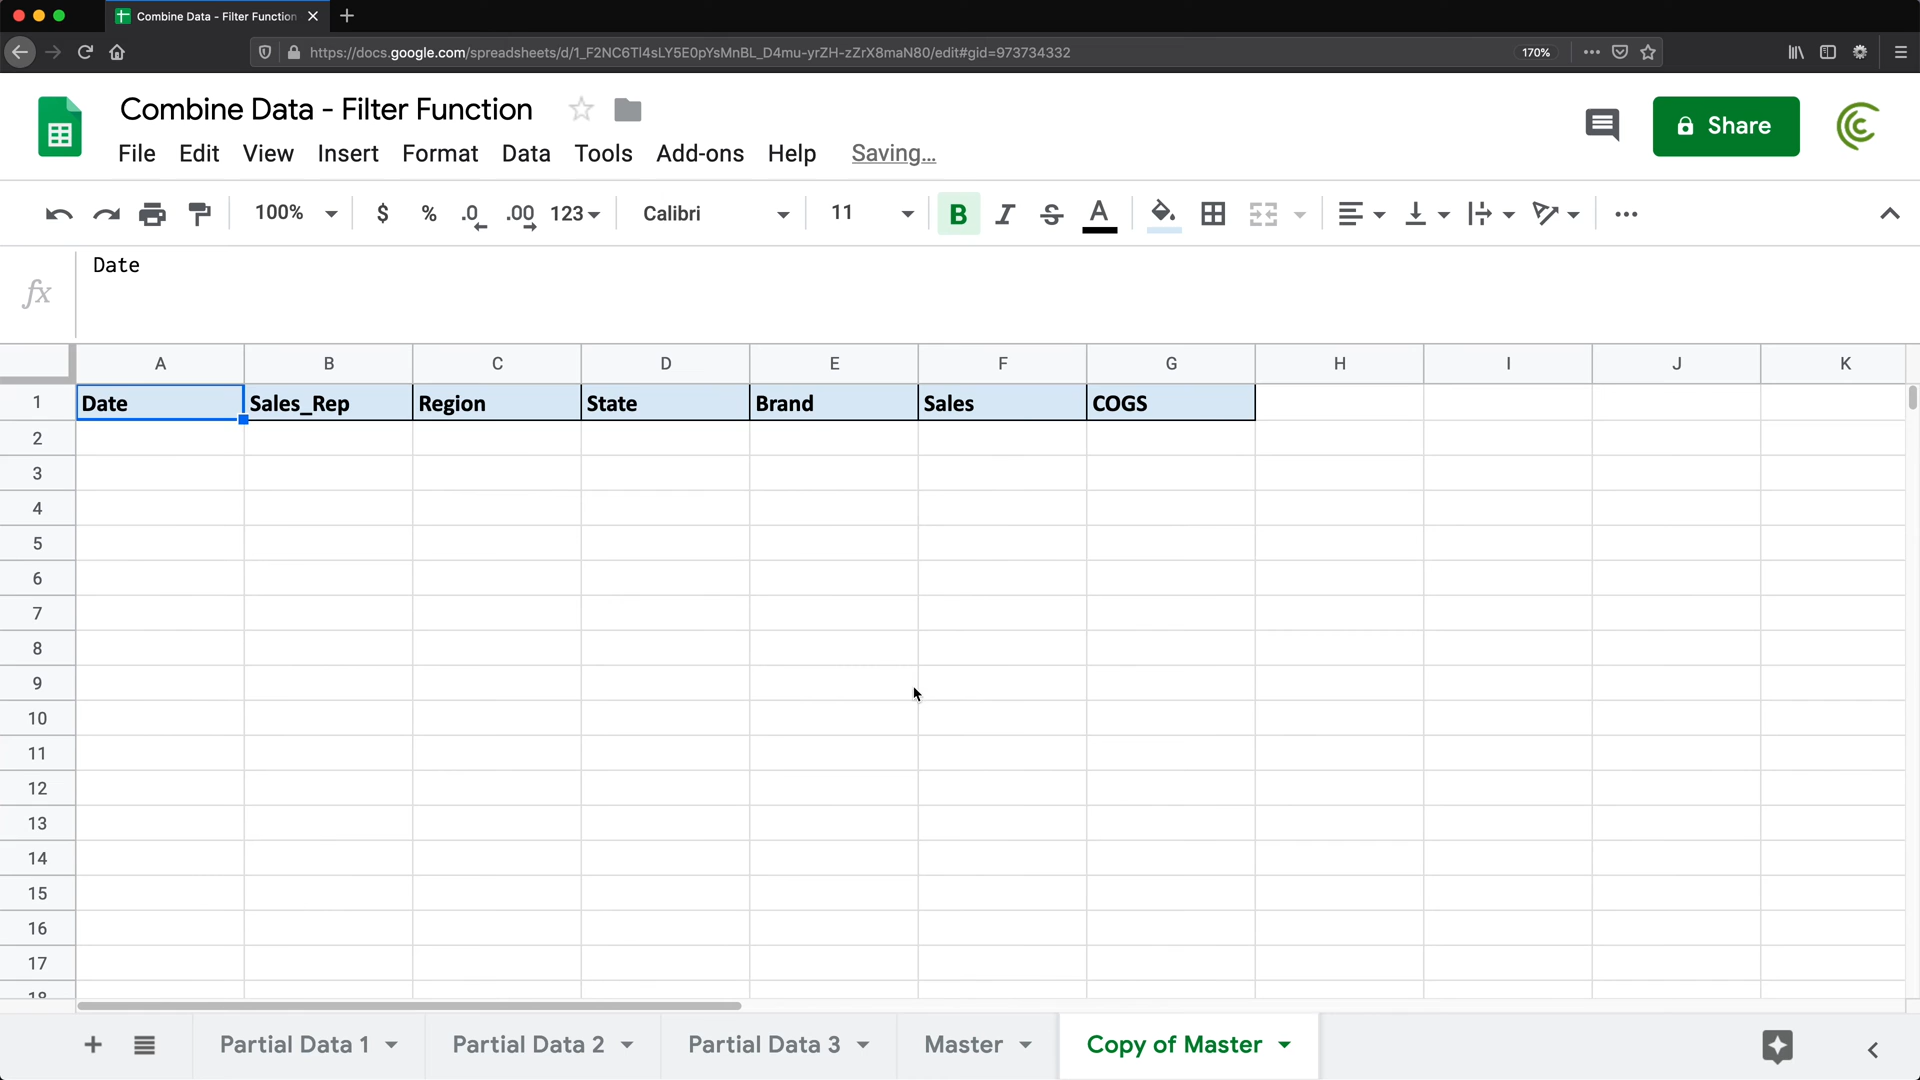 Combine Data - Filter Function
https://docs.google.com/spreadsheets/d/1_F2NC6Tl4sLY5E0pYsMnBL_D4mu-yrZH-zZrX8maN80/edit#gid=973734332
170%
Combine Data - Filter Function
File Edit View Insert Format Data Tools Add-ons Help Saving...
Share
100% $ % .0 .00 123 Calibri 11 B I S A
fx Date
A B C D E F G H I J K
1 Date Sales_Rep Region State Brand Sales COGS
2
3
4
5
6
7
8
9
10
11
12
13
14
15
16
17
18
Partial Data 1 Partial Data 2 Partial Data 3 Master Copy of Master